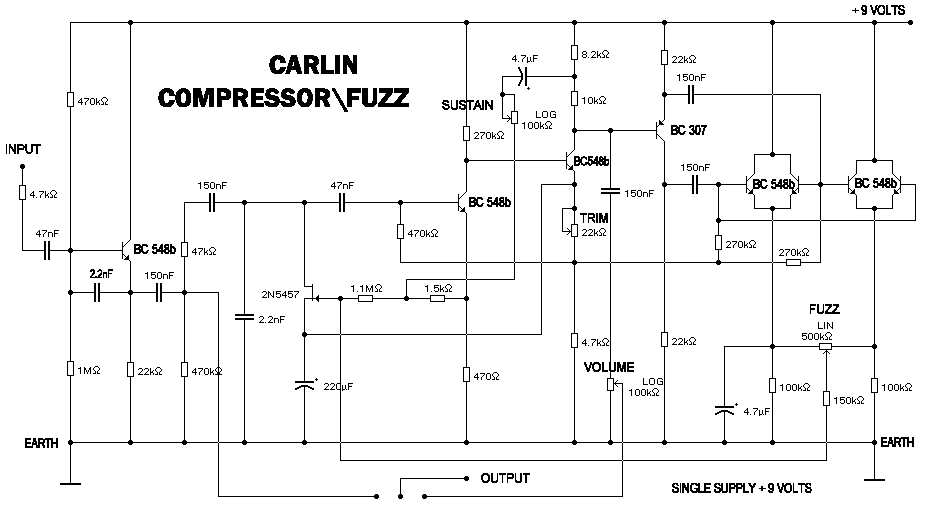 +9 VOLTS
CARLIN
COMPRESSOR\FUZZ
4.7µF
8.2kΩ
22kΩ
150nF
470kΩ
SUSTAIN
LOG
100kΩ
10kΩ
270kΩ
BC 307
INPUT
4.7kΩ
BC548b
150nF
150nF
47nF
150nF
BC 548b
BC 548b
BC 548b
TRIM
22kΩ
47nF
BC 548b
47kΩ
470kΩ
270kΩ
270kΩ
2.2nF
150nF
2N5457
1.1MΩ
1.5kΩ
2.2nF
FUZZ
LIN
500kΩ
4.7kΩ
22kΩ
1MΩ
22kΩ
470kΩ
220µF
470Ω
VOLUME
LOG
100kΩ
4.7µF
100kΩ
150kΩ
100kΩ
EARTH
EARTH
OUTPUT
SINGLE SUPPLY +9 VOLTS